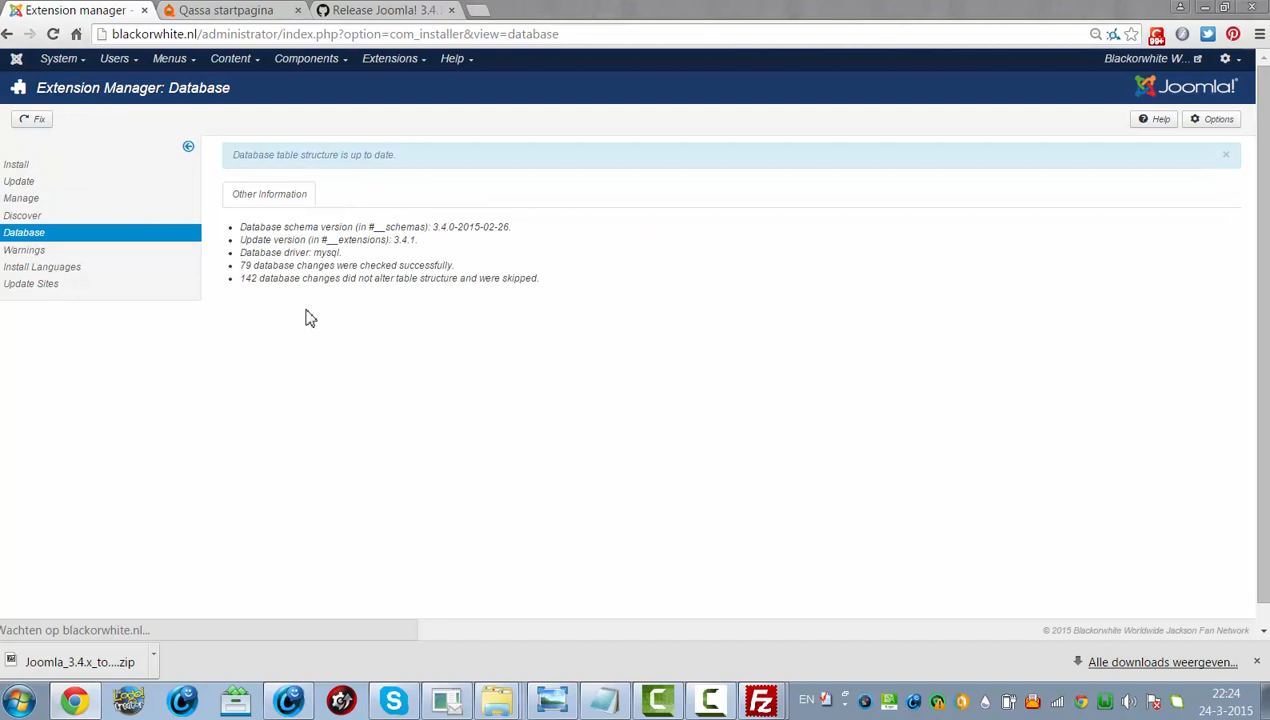 Extension manager -
Qassa startpagina
Release Joomla! 3.4.
blackorwhite.nl/administrator/index.php?option=com_installer&view=database
99+
System
Users
Menus
Content
Components
Extensions
Help
Blackorwhite W...
Extension Manager: Database
Joomla!
Fix
Help
Options
Install
Update
Manage
Discover
Database
Warnings
Install Languages
Update Sites
Database table structure is up to date.
Other Information
Database schema version (in #__schemas): 3.4.0-2015-02-26.
Update version (in #__extensions): 3.4.1.
Database driver: mysql.
79 database changes were checked successfully.
142 database changes did not alter table structure and were skipped.
Wachten op blackorwhite.nl...
© 2015 Blackorwhite Worldwide Jackson Fan Network
Joomla_3.4.x_to....zip
Alle downloads weergeven...
EN
22:24
24-3-2015